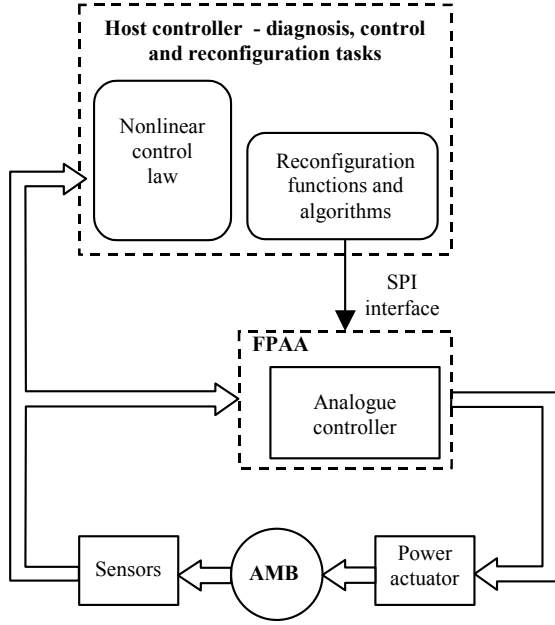 Host controller - diagnosis, control
and reconfiguration tasks
Nonlinear
control
law
Reconfiguration
functions and
algorithms
SPI
interface
FPAA
Analogue
controller
Sensors
AMB
Power
actuator